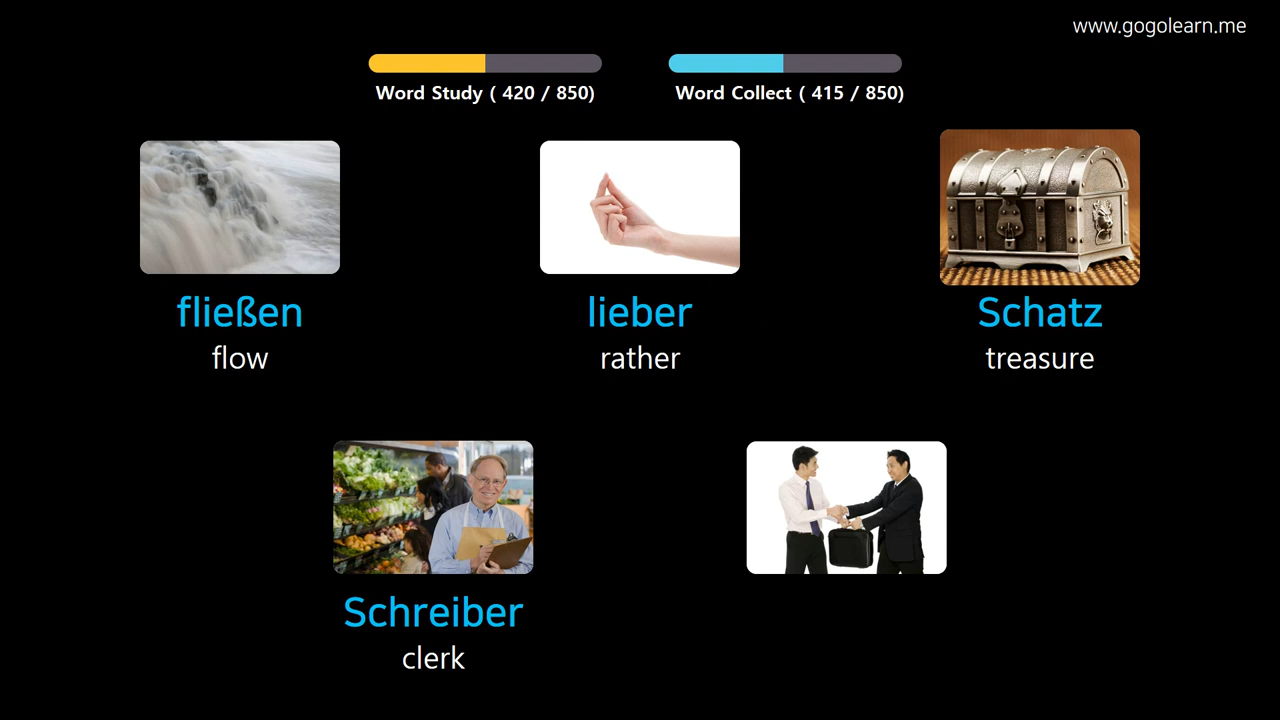 www.gogolearn.me
Word Study ( 420 / 850)
Word Collect ( 415 / 850)
fließen
flow
lieber
rather
Schatz
treasure
Schreiber
clerk